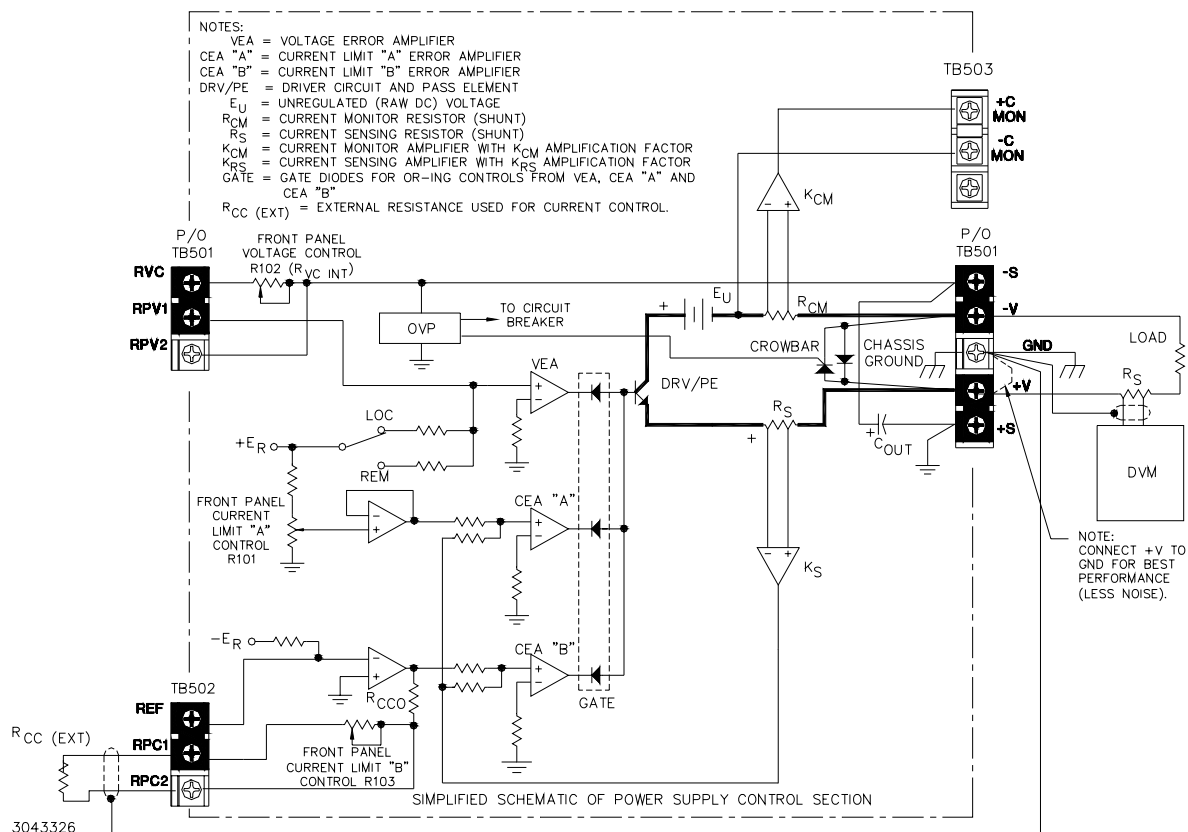 NOTES:
VEA = VOLTAGE ERROR AMPLIFIER
CEA "A" = CURRENT LIMIT "A" ERROR AMPLIFIER
CEA "B" = CURRENT LIMIT "B" ERROR AMPLIFIER
DRV/PE = DRIVER CIRCUIT AND PASS ELEMENT
EU = UNREGULATED (RAW DC) VOLTAGE
RCM = CURRENT MONITOR RESISTOR (SHUNT)
RS = CURRENT SENSING RESISTOR (SHUNT)
KCM = CURRENT MONITOR AMPLIFIER WITH KCM AMPLIFICATION FACTOR
KRS = CURRENT SENSING AMPLIFIER WITH KRS AMPLIFICATION FACTOR
GATE = GATE DIODES FOR OR-ING CONTROLS FROM VEA, CEA "A" AND
CEA "B"
RCC (EXT) = EXTERNAL RESISTANCE USED FOR CURRENT CONTROL.
TB503
+C
MON
-C
MON
KCM
- +
P/O
TB501
RVC
RPV1
RPV2
FRONT PANEL
VOLTAGE CONTROL
R102 (RVC INT)
OVP
TO CIRCUIT
BREAKER
+
EU
RCM
P/O
TB501
-S
-V
GND
+V
+S
CROWBAR
CHASSIS
GROUND
LOAD
RS
DVM
VEA
+
-
DRV/PE
RS
+
+
COUT
LOC
+ER
REM
FRONT PANEL
CURRENT
LIMIT "A"
CONTROL
R101
-
+
CEA "A"
+
-
- +
KS
NOTE:
CONNECT +V TO
GND FOR BEST
PERFORMANCE
(LESS NOISE).
-ER
-
+
RCCO
CEA "B"
+
-
GATE
TB502
REF
RPC1
RPC2
RCC (EXT)
FRONT PANEL
CURRENT LIMIT "B"
CONTROL R103
SIMPLIFIED SCHEMATIC OF POWER SUPPLY CONTROL SECTION
3043326